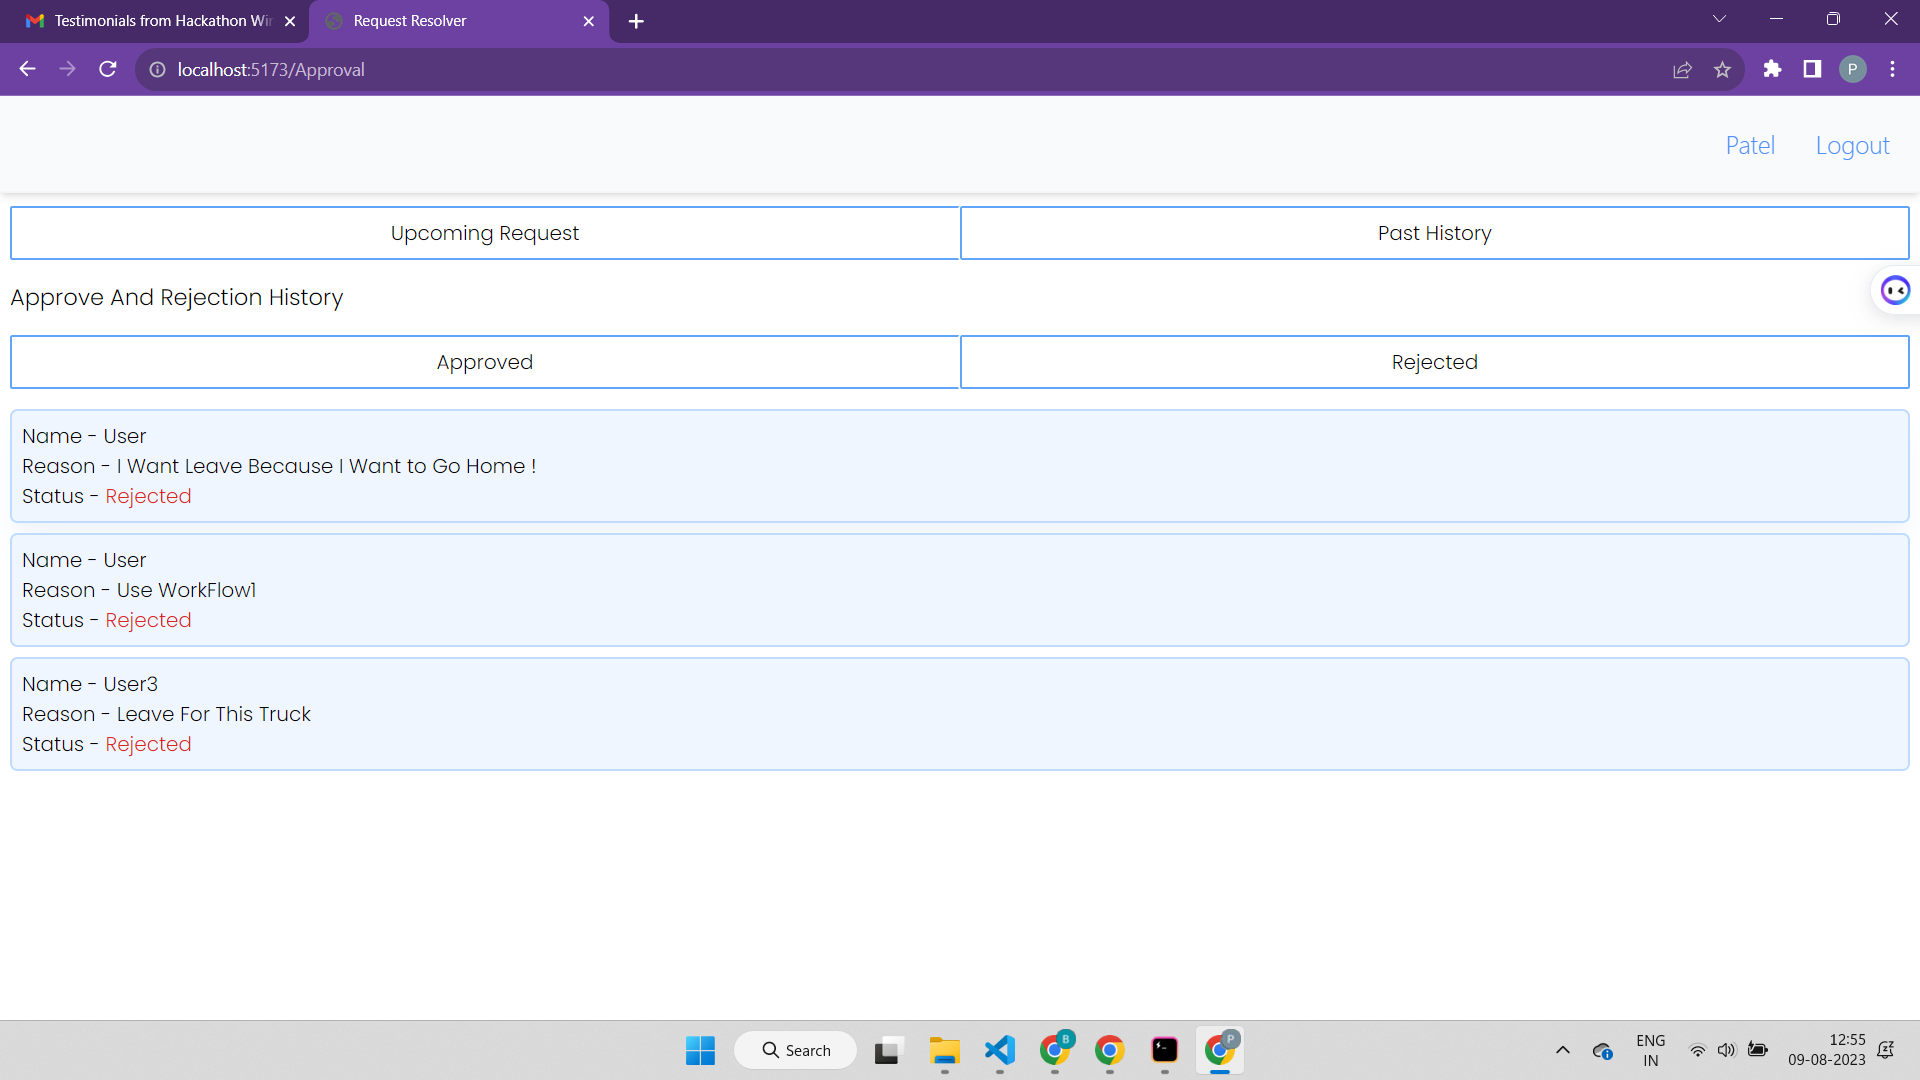 Testimonials from Hackathon Wir
Request Resolver
localhost:5173/Approval
P
Patel
Logout
Upcoming Request
Past History
Approve And Rejection History
Approved
Rejected
Name - User
Reason - I Want Leave Because I Want to Go Home !
Status - Rejected
Name - User
Reason - Use WorkFlow1
Status - Rejected
Name - User3
Reason - Leave For This Truck
Status - Rejected
Search
B
P
ENG
IN
12:55
09-08-2023